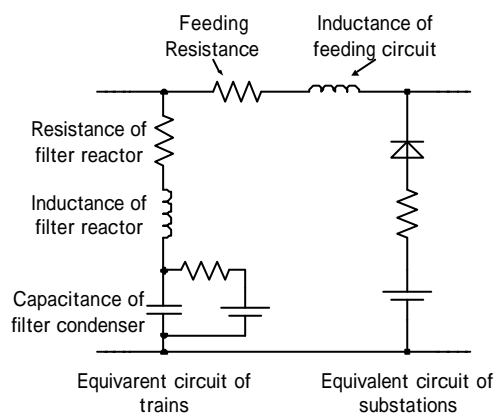 Feeding
Resistance
Inductance of
feeding circuit
Resistance of
filter reactor
Inductance of
filter reactor
Capacitance of
filter condenser
Equivarent circuit of
trains
Equivalent circuit of
substations